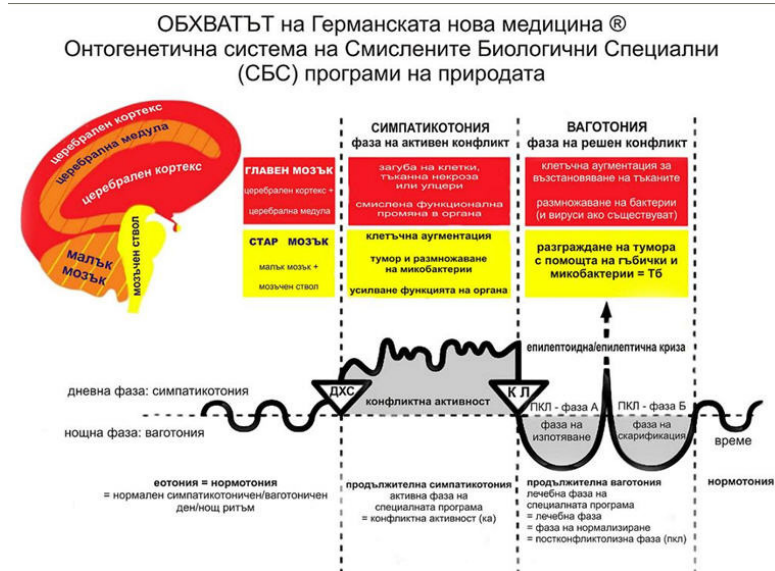 ОБХВАТЪТ на Германската нова медицина ®
Онтогенетична система на Смислените Биологични Специални
(СБС) програми на природата
церебрален кортекс
церебрална медула
церебрален кортекс
малък
мозък
мозъчен ствол
СИМПАТИКОТОНИЯ
фаза на активен конфликт
ВАГОТОНИЯ
фаза на решен конфликт
ГЛАВЕН МОЗЪК
церебрален кортекс +
церебрална медула
загуба на клетки,
тъканна некроза
или улцери
смислена функционална
промяна в органа
клетъчна аугментация за
възстановяване на тъканите
размножаване на бактерии
(и вируси ако съществуват)
СТАР МОЗЪК
малък мозък +
мозъчен ствол
клетъчна аугментация
тумор и размножаване
на микобактерии
усилване функцията на органа
разграждане на тумора
с помощта на гъбички и
микобактерии = Тб
епилептоидна/епилептична криза
дневна фаза: симпатикотония
нощна фаза: ваготония
ДХС
конфликтна активност
К Л
ПКЛ - фаза А
фаза на
изпотяване
ПКЛ - фаза Б
фаза на
скарификация
време
еотония = нормотония
= нормален симпатикотоничен/ваготоничен
ден/нощ ритъм
продължителна симпатикотония
активна фаза на
специалната програма
= конфликтна активност (ка)
продължителна ваготония
лечебна фаза на
специалната програма
= лечебна фаза
= фаза на нормализиране
= постконфликтолизна фаза (пкл)
нормотония